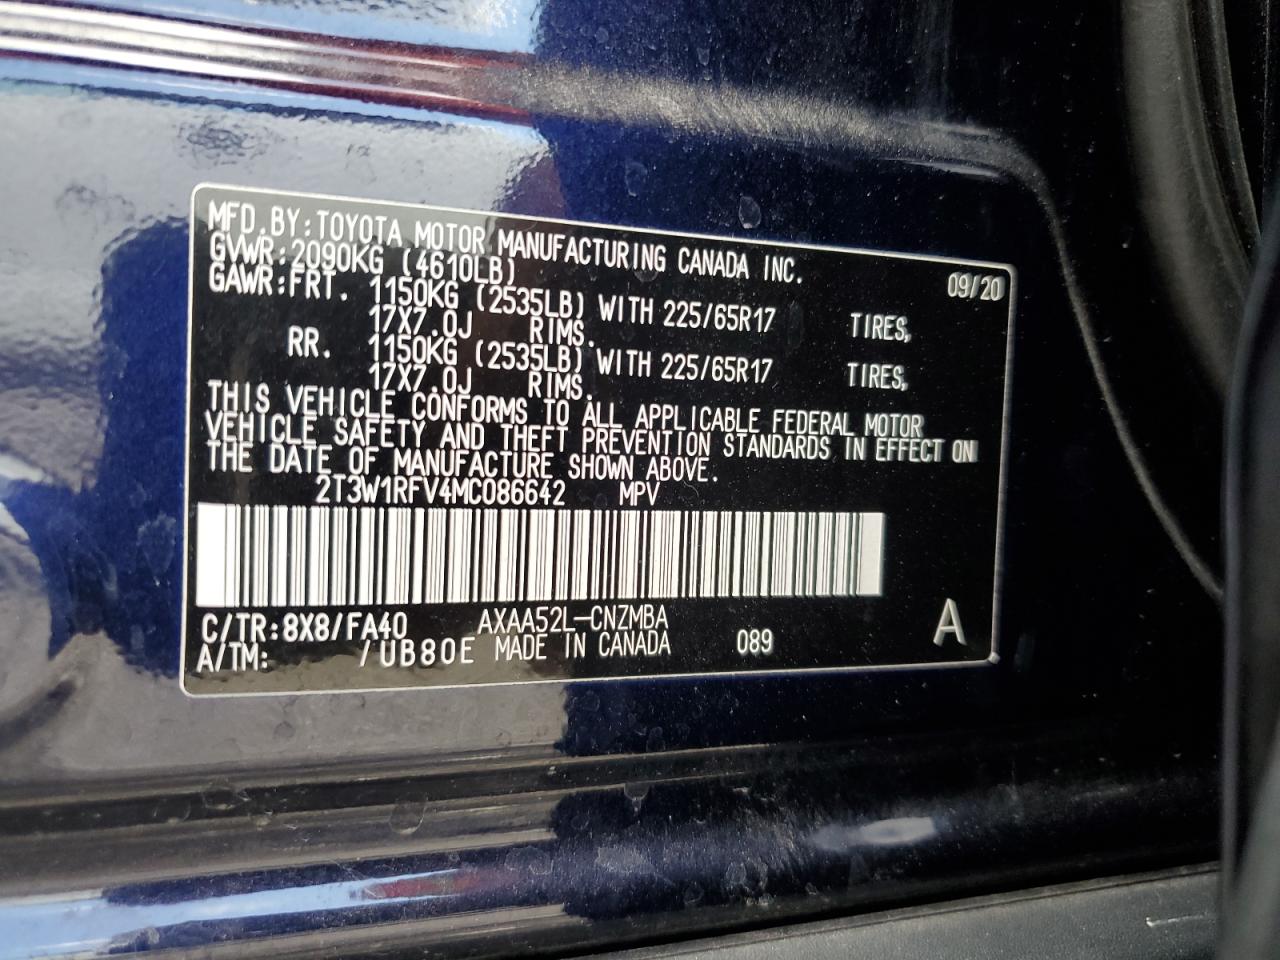 MFD.BY:TOYOTA MOTOR MANUFACTURING CANADA INC.
GVWR:2090KG (4610LB) 09/20
GAWR:FRT. 1150KG (2535LB) WITH 225/65R17 TIRES,
17X7.0J RIMS.
RR. 1150KG (2535LB) WITH 225/65R17 TIRES,
17X7.0J RIMS.
THIS VEHICLE CONFORMS TO ALL APPLICABLE FEDERAL MOTOR
VEHICLE SAFETY AND THEFT PREVENTION STANDARDS IN EFFECT ON
THE DATE OF MANUFACTURE SHOWN ABOVE.
2T3W1RFV4MC086642 MPV
C/TR:8X8/FA40 AXAA52L-CNZMBA
A/TM: /UB80E MADE IN CANADA 089 A